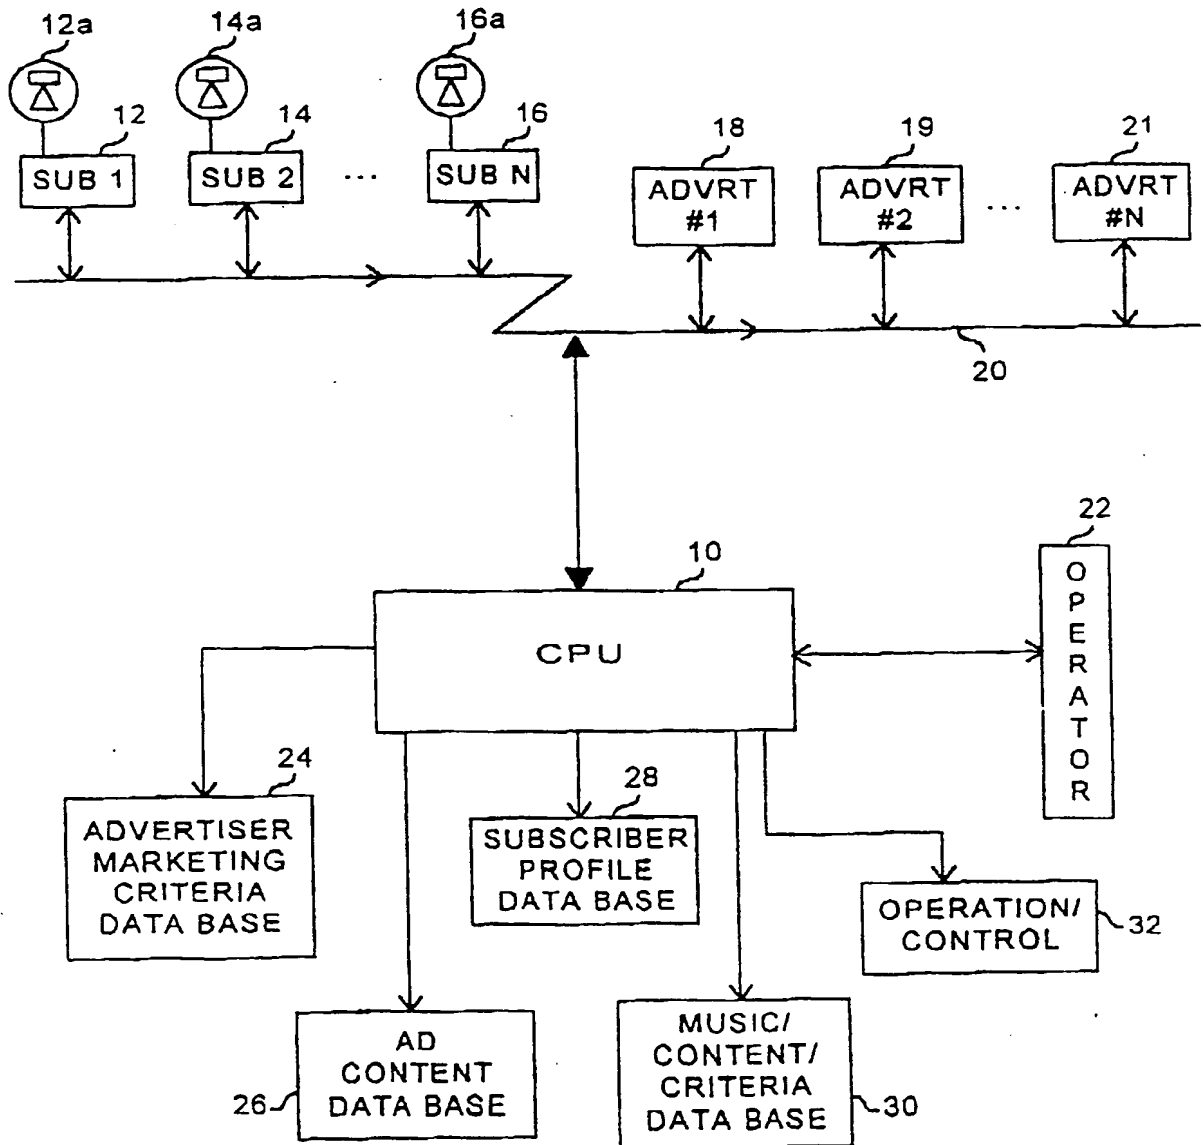 12a
14a
16a
12
14
16
18
19
21
SUB 1
SUB 2
...
SUB N
ADVRT
#1
ADVRT
#2
...
ADVRT
#N
20
10
22
CPU
OPERATOR
24
ADVERTISER
MARKETING
CRITERIA
DATA BASE
28
SUBSCRIBER
PROFILE
DATA BASE
OPERATION/
CONTROL
32
AD
CONTENT
DATA BASE
26
MUSIC/
CONTENT/
CRITERIA
DATA BASE
30